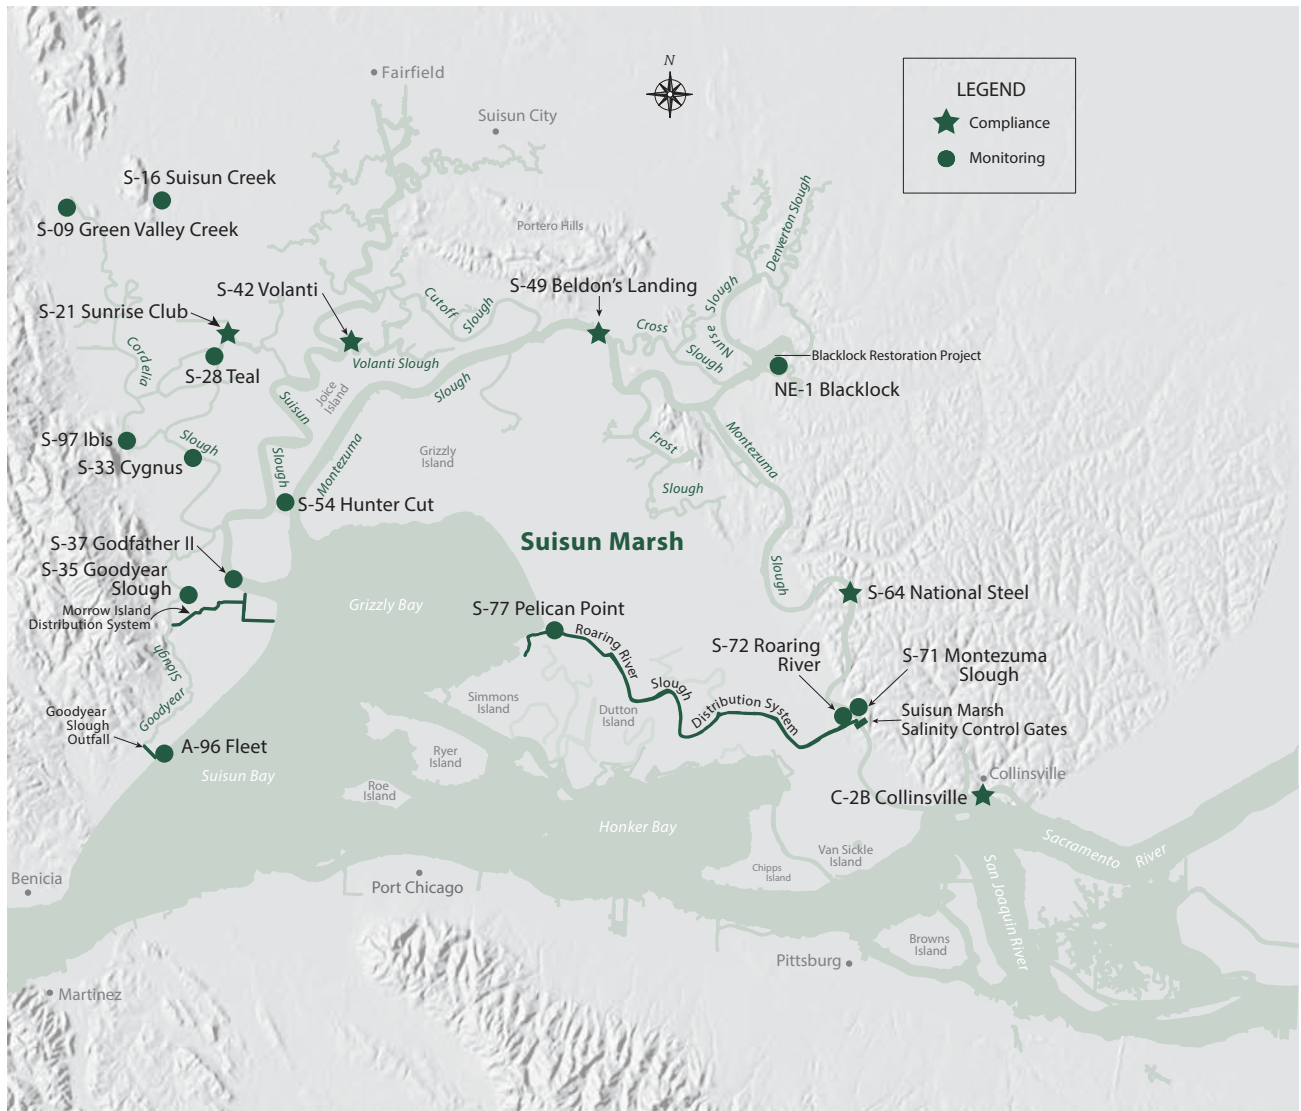 Fairfield
N
LEGEND
Compliance
Monitoring
Suisun City
S-16 Suisun Creek
S-09 Green Valley Creek
Portero Hills
Denverton Slough
S-42 Volanti
S-49 Beldon's Landing
S-21 Sunrise Club
Cutoff
Slough
Cross
Slough
Nurse
Slough
Cordelia
Slough
Volanti Slough
Blacklock Restoration Project
NE-1 Blacklock
S-28 Teal
Joice
Island
Suisun
Slough
Montezuma
Slough
S-97 Ibis
S-33 Cygnus
Grizzly
Island
Frost
Slough
Montezuma
Slough
S-54 Hunter Cut
Suisun Marsh
S-37 Godfather II
S-35 Goodyear
Slough
Morrow Island
Distribution System
Grizzly Bay
S-77 Pelican Point
S-64 National Steel
Roaring River
Slough
Distribution System
S-72 Roaring
River
S-71 Montezuma
Slough
Suisun Marsh
Salinity Control Gates
Goodyear
Slough
Goodyear
Slough
Outfall
A-96 Fleet
Simmons
Island
Dutton
Island
Ryer
Island
Roe
Island
Suisun Bay
Honker Bay
Collinsville
C-2B Collinsville
Van Sickle
Island
Chipps
Island
Sacramento River
San Joaquin River
Benicia
Port Chicago
Browns
Island
Pittsburg
Martinez